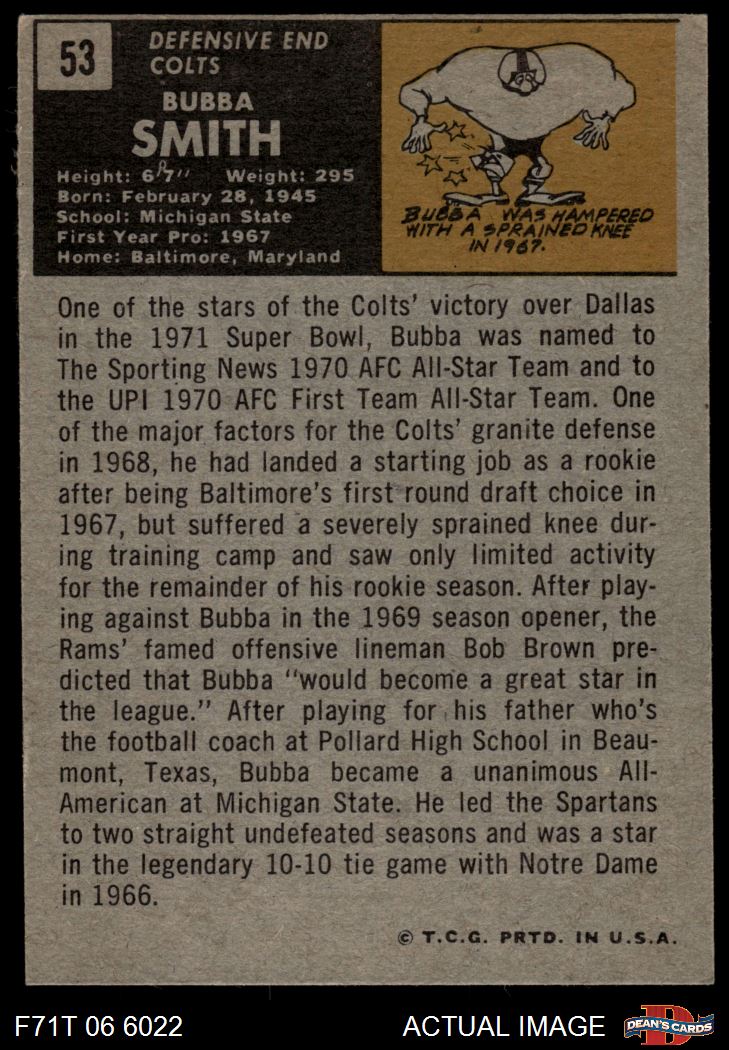 53
DEFENSIVE END
COLTS
BUBBA
SMITH
Height: 6'7" Weight: 295
Born: February 28, 1945
School: Michigan State
First Year Pro: 1967
Home: Baltimore, Maryland
BUBBA WAS HAMPERED
WITH A SPRAINED KNEE
IN 1967.
One of the stars of the Colts' victory over Dallas
in the 1971 Super Bowl, Bubba was named to
The Sporting News 1970 AFC All-Star Team and to
the UPI 1970 AFC First Team All-Star Team. One
of the major factors for the Colts' granite defense
in 1968, he had landed a starting job as a rookie
after being Baltimore's first round draft choice in
1967, but suffered a severely sprained knee dur-
ing training camp and saw only limited activity
for the remainder of his rookie season. After play-
ing against Bubba in the 1969 season opener, the
Rams' famed offensive lineman Bob Brown pre-
dicted that Bubba "would become a great star in
the league." After playing for his father who's
the football coach at Pollard High School in Beau-
mont, Texas, Bubba became a unanimous All-
American at Michigan State. He led the Spartans
to two straight undefeated seasons and was a star
in the legendary 10-10 tie game with Notre Dame
in 1966.
© T.C.G. PRTD. IN U.S.A.
F71T 06 6022 ACTUAL IMAGE D DEAN'S CARDS